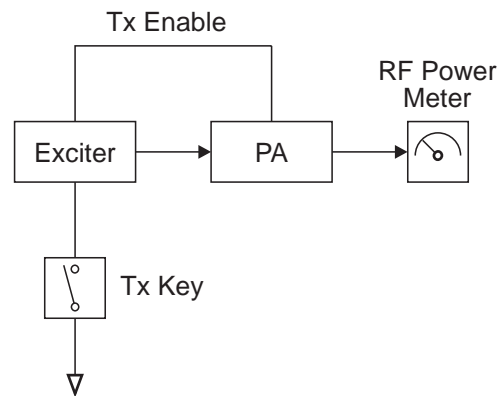 Tx Enable
RF Power
Meter
Exciter
PA
Tx Key